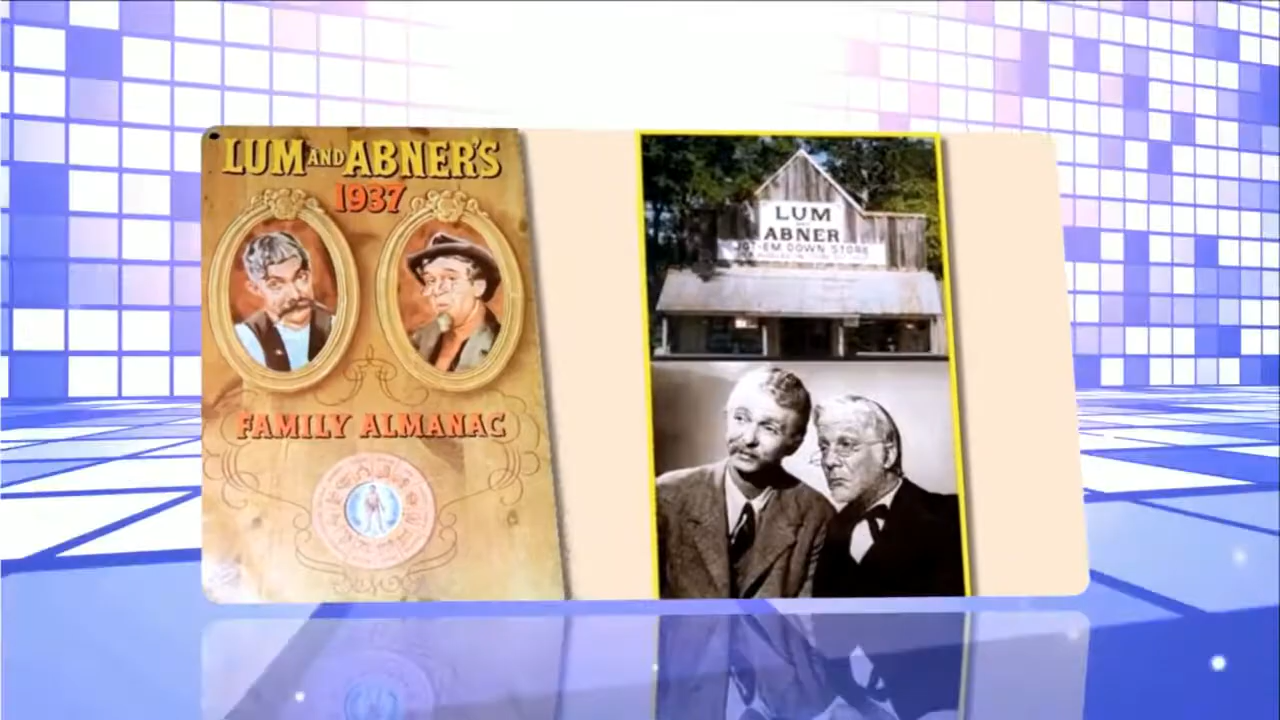 LUM AND ABNER'S
1937
FAMILY ALMANAC
LUM
AND
ABNER
JOT-EM DOWN STORE